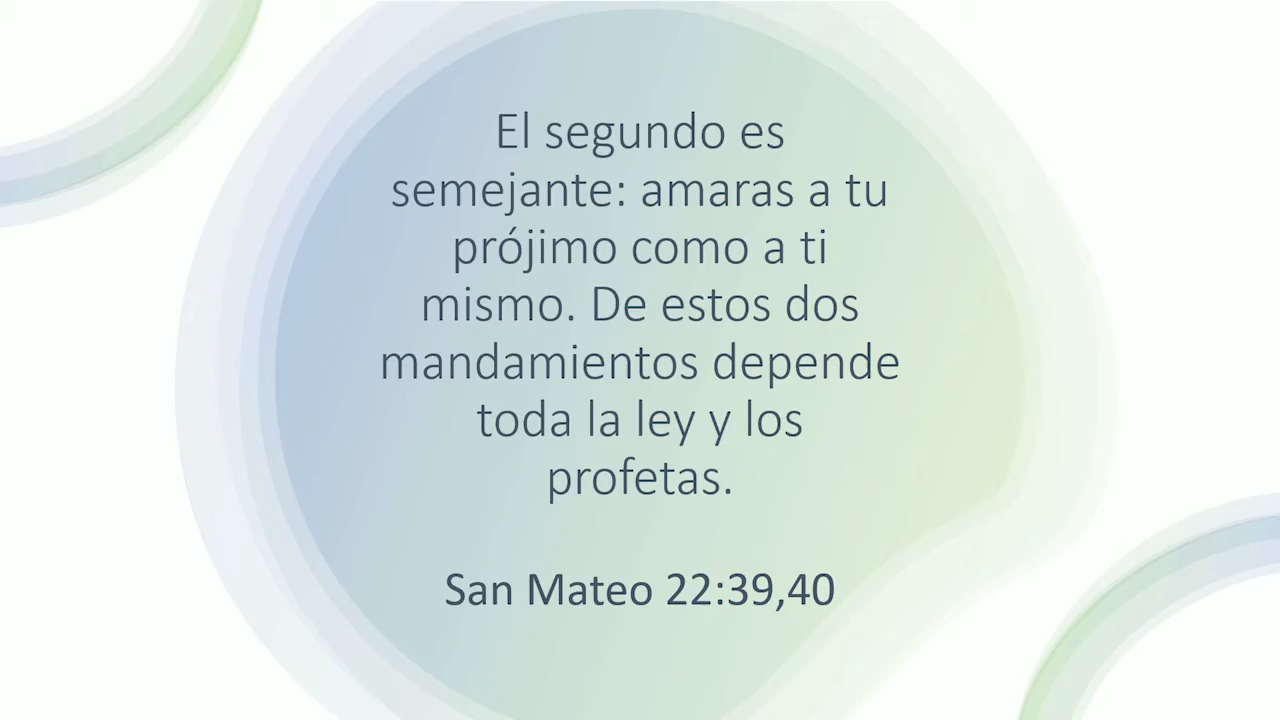 El segundo es
semejante: amaras a tu
prójimo como a ti
mismo. De estos dos
mandamientos depende
toda la ley y los
profetas.
San Mateo 22:39,40